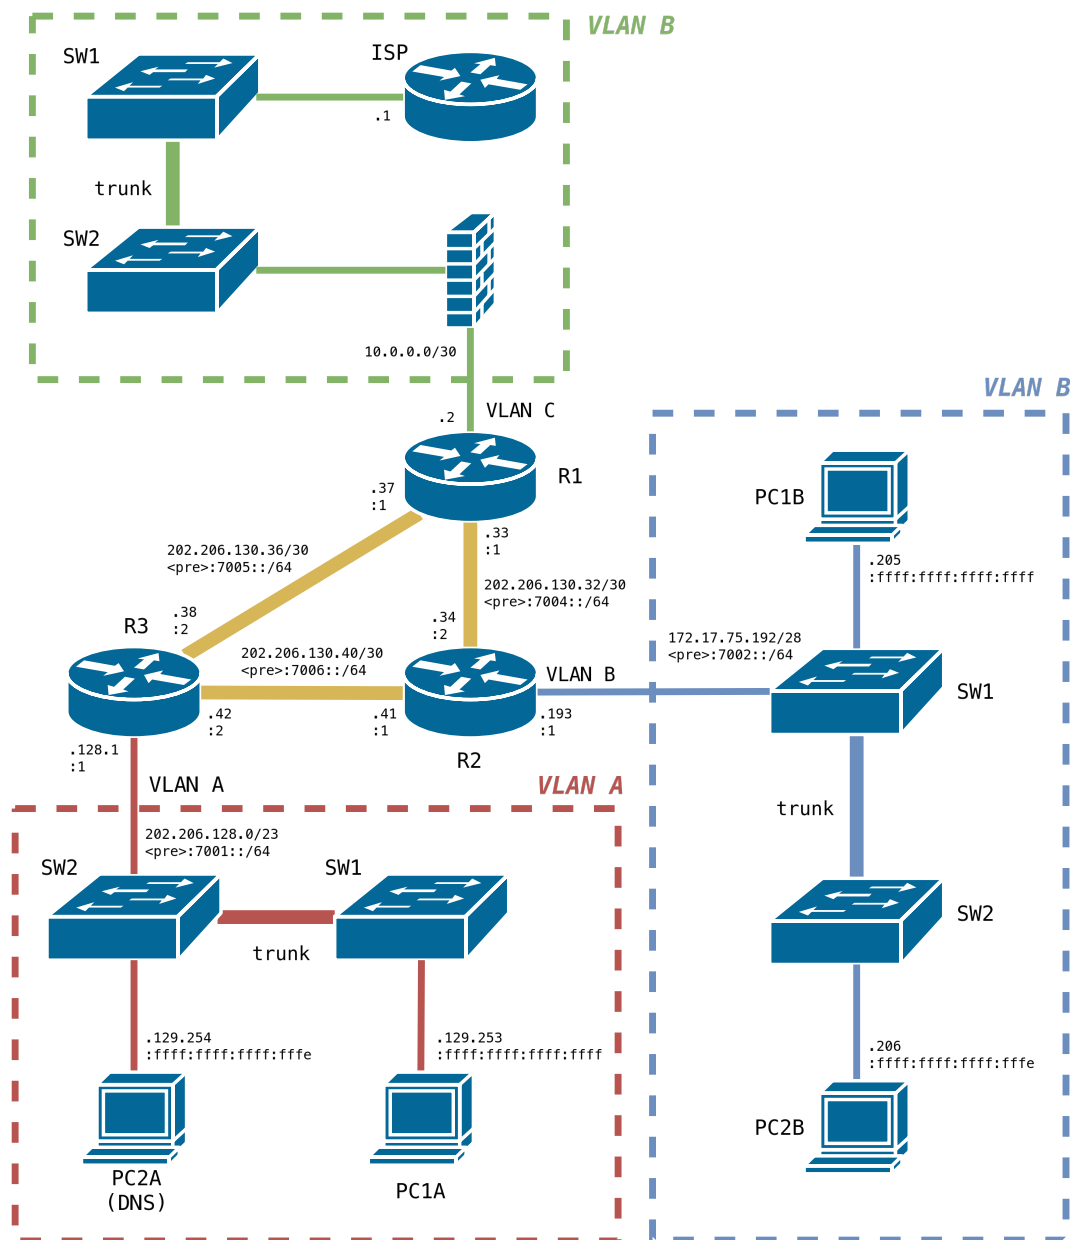 VLAN B
SW1
ISP
.1
trunk
SW2
10.0.0.0/30
.2
VLAN C
R1
.37
:1
.33
:1
202.206.130.36/30
<pre>:7005::/64
202.206.130.32/30
<pre>:7004::/64
.38
:2
.34
:2
R3
202.206.130.40/30
<pre>:7006::/64
VLAN B
.42
:2
.41
:1
.193
:1
R2
.128.1
:1
VLAN A
VLAN B
PC1B
.205
:ffff:ffff:ffff:ffff
172.17.75.192/28
<pre>:7002::/64
SW1
trunk
SW2
.206
:ffff:ffff:ffff:fffe
PC2B
VLAN A
202.206.128.0/23
<pre>:7001::/64
SW2
SW1
trunk
.129.254
:ffff:ffff:ffff:fffe
.129.253
:ffff:ffff:ffff:ffff
PC2A
(DNS)
PC1A